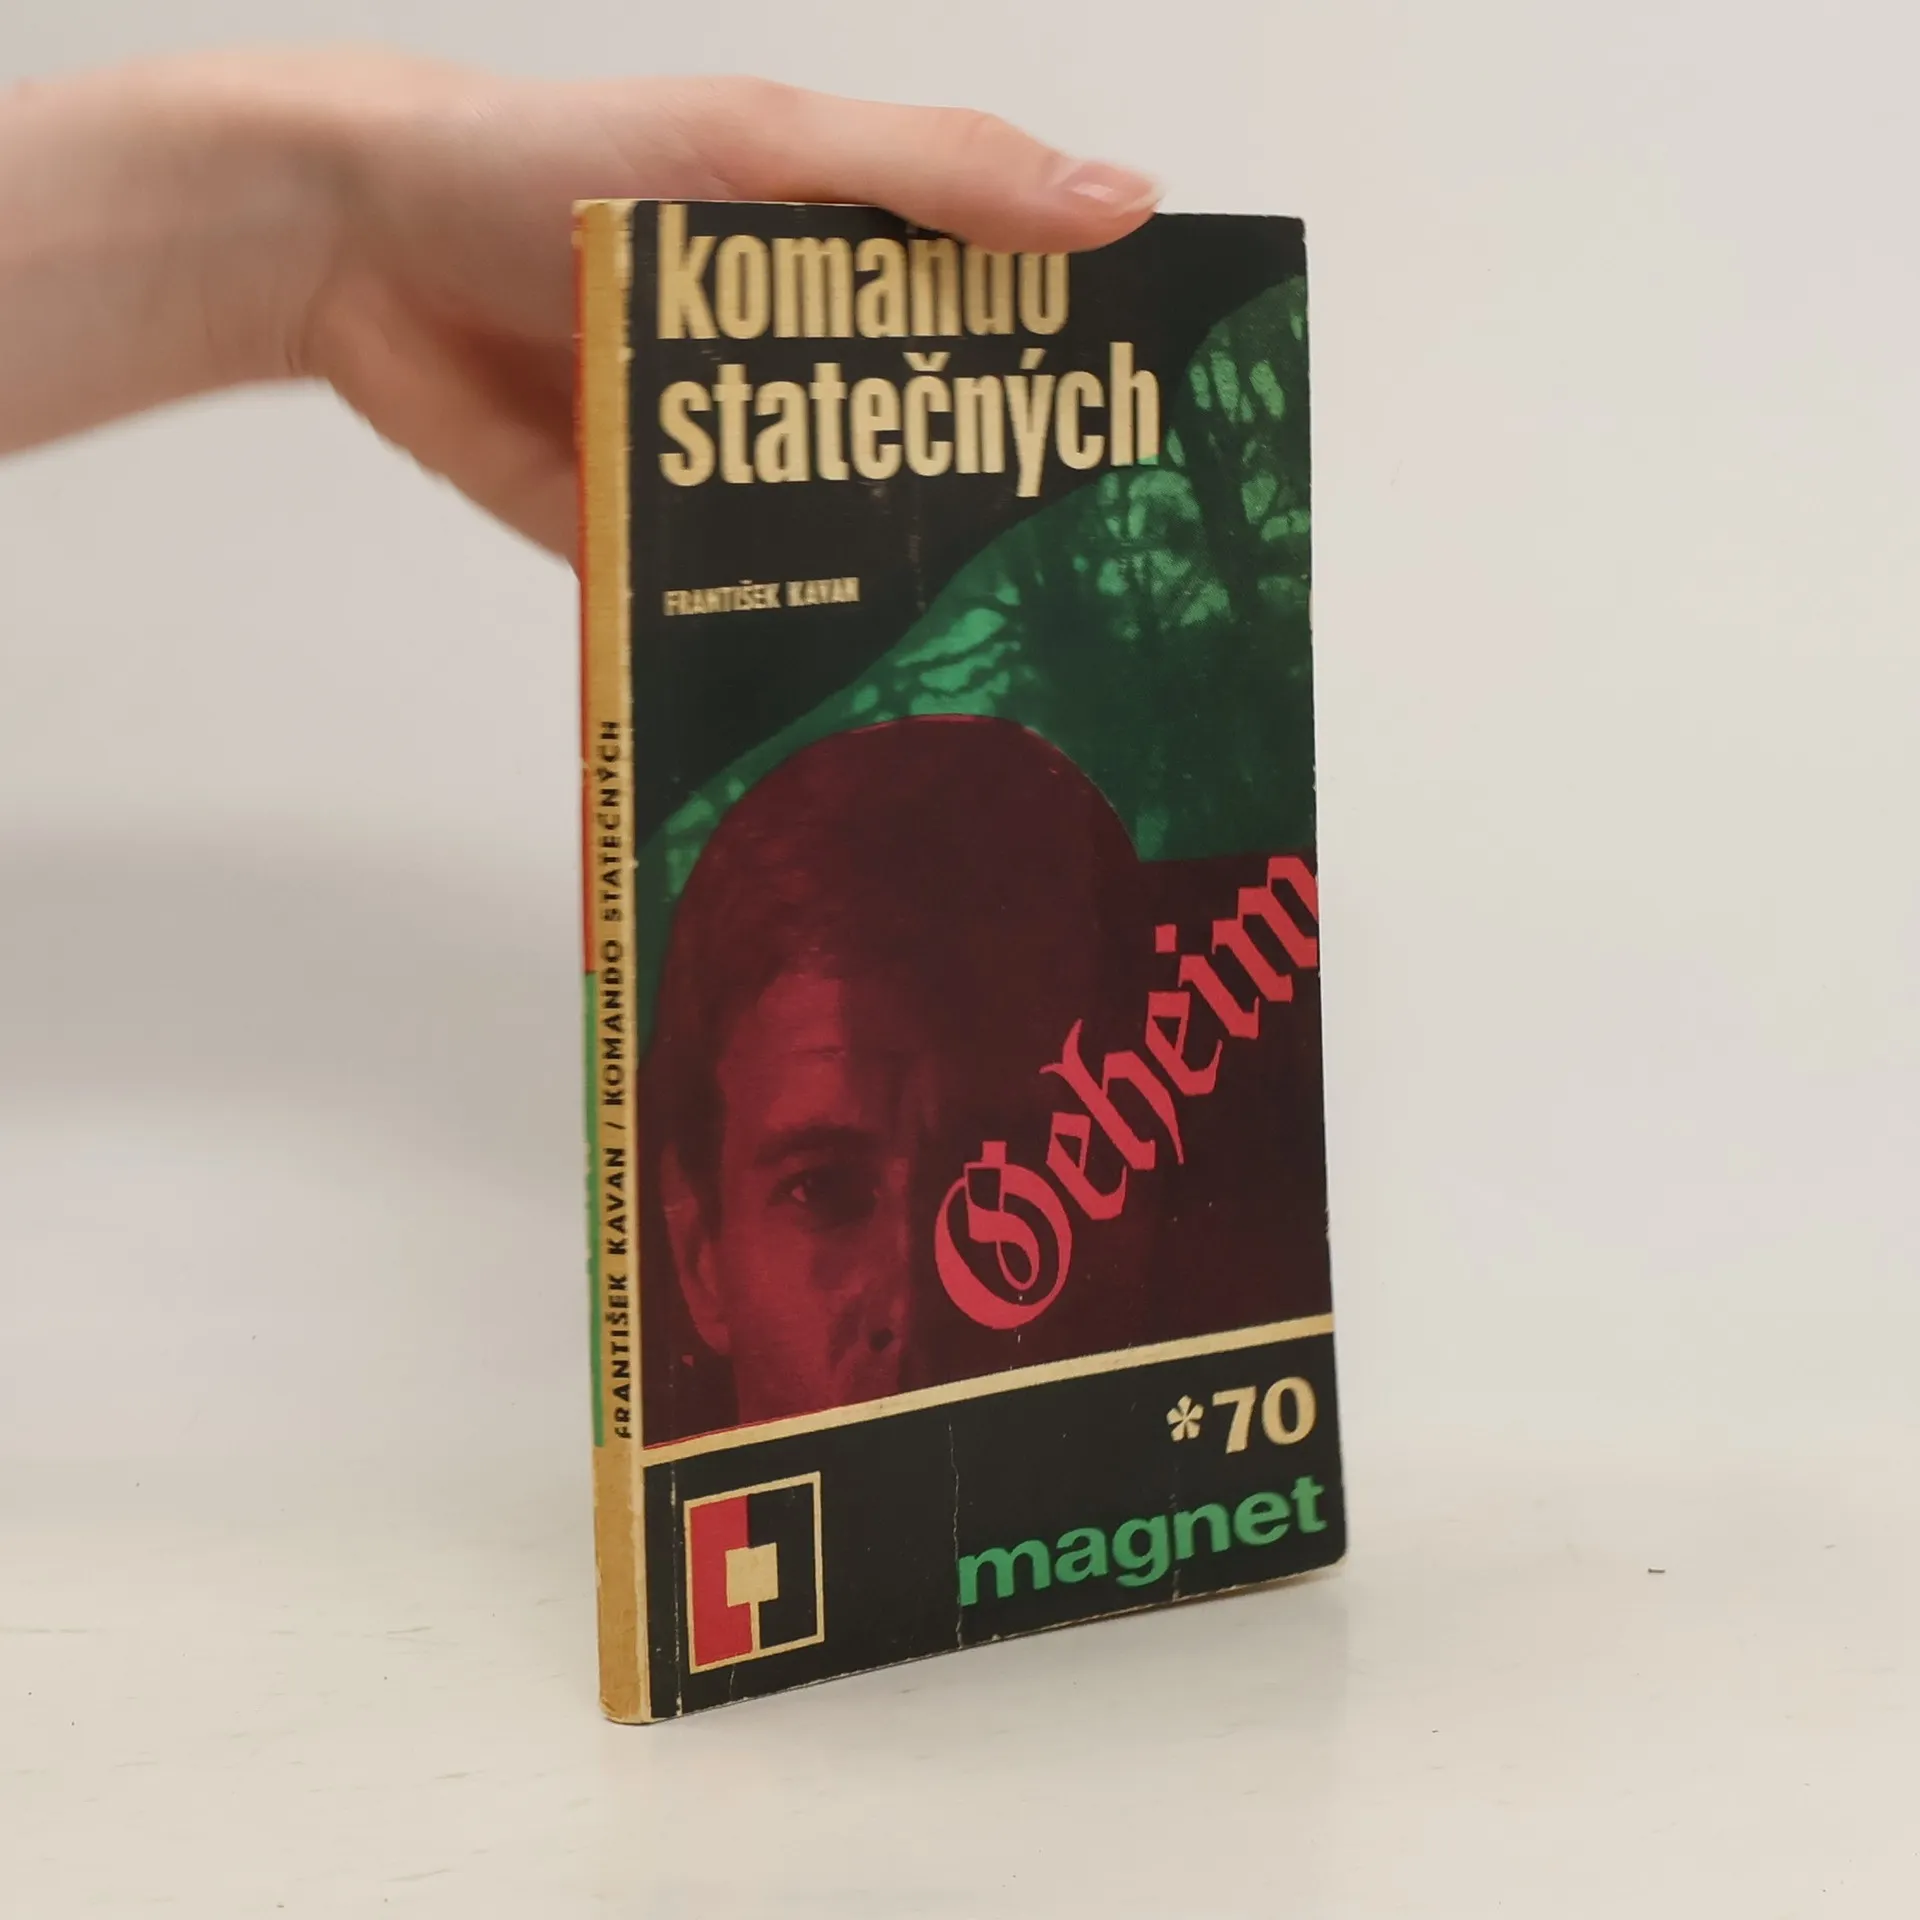 komando
statečných
FRANTIŠEK KAVAN
Geheim
*70
magnet
FRANTIŠEK KAVAN / KOMANDO STATEČNÝCH